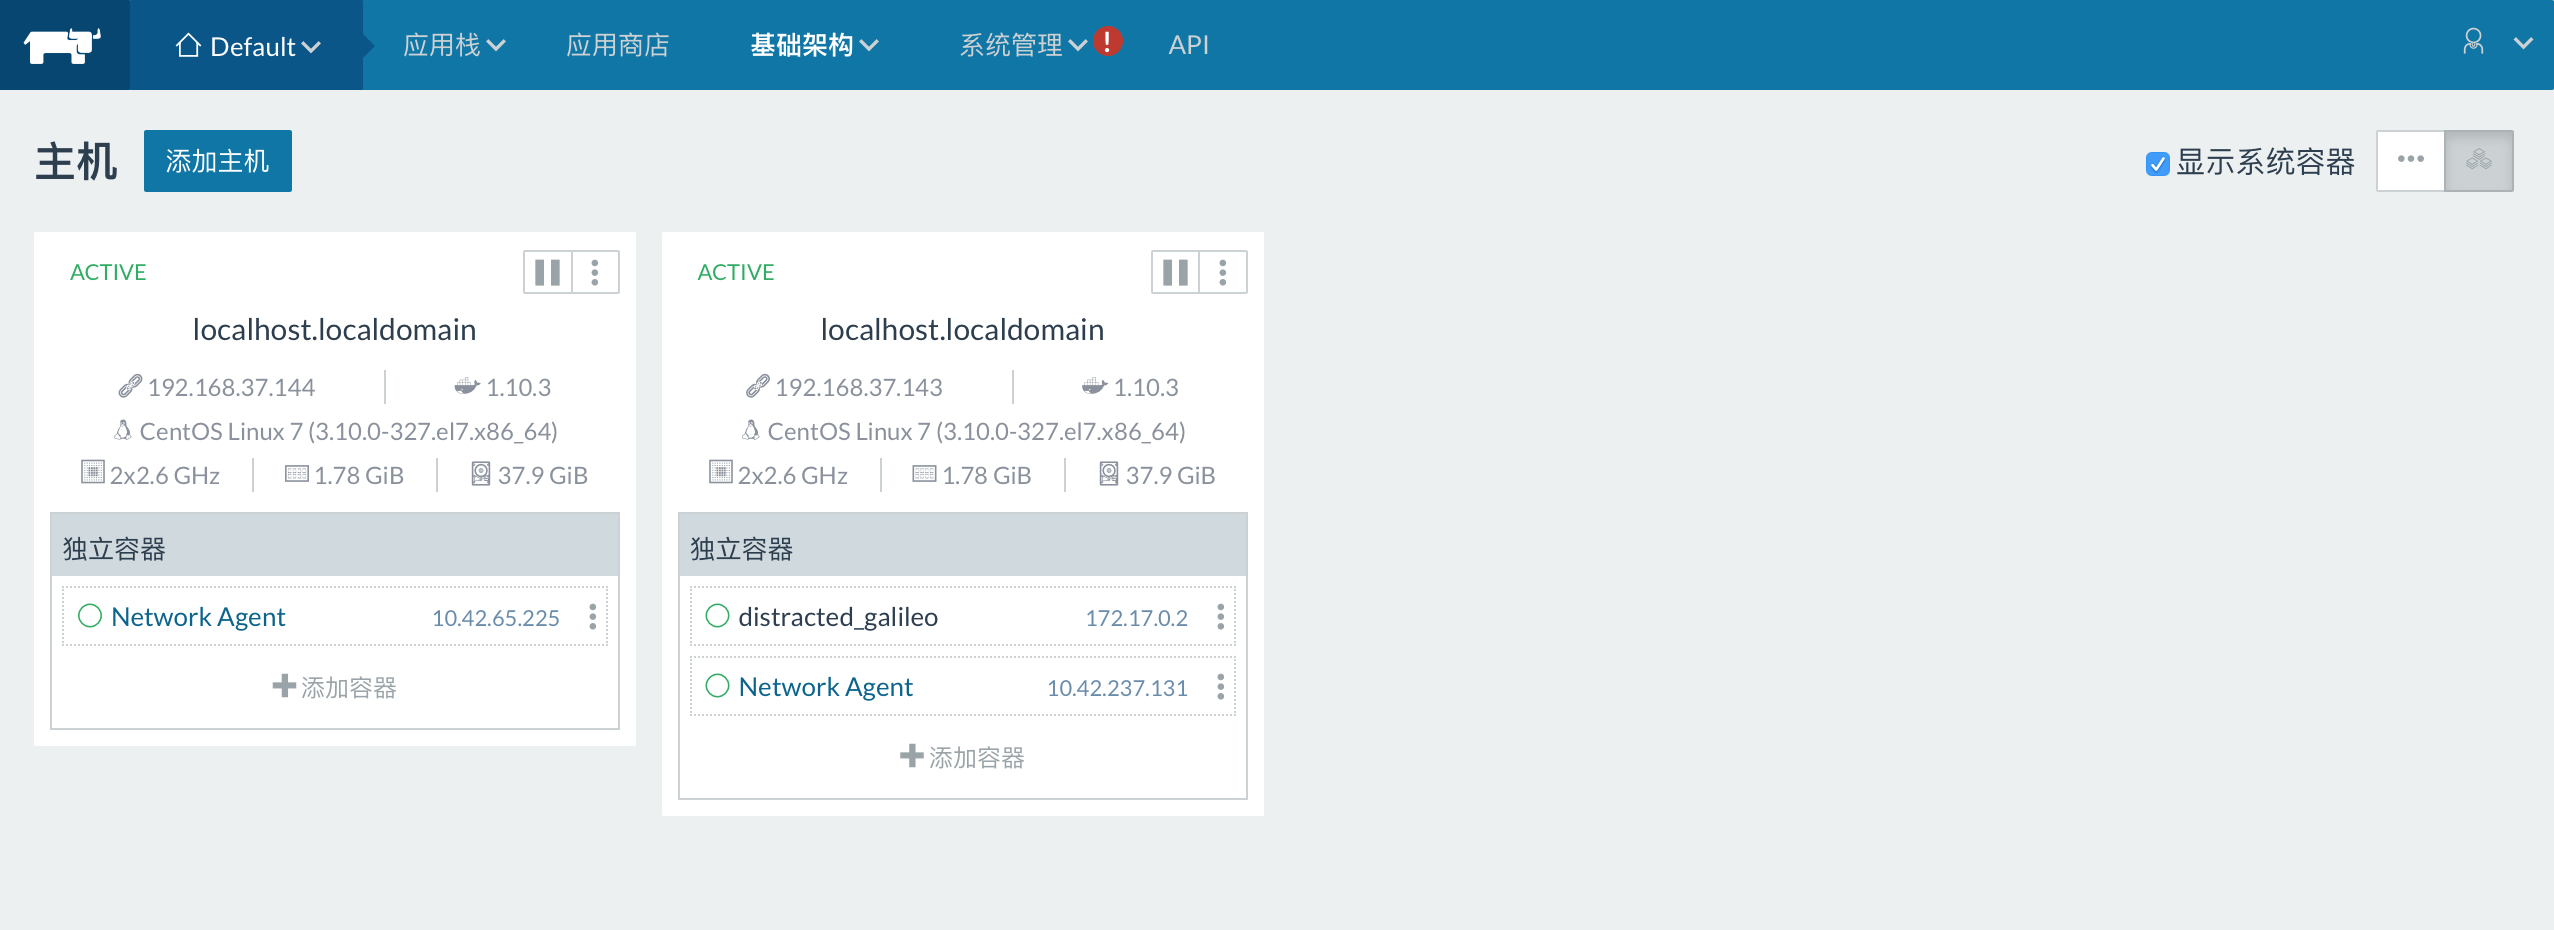 Default 应用栈 应用商店 基础架构 系统管理 API
主机 添加主机 显示系统容器
ACTIVE
localhost.localdomain
192.168.37.144 1.10.3
CentOS Linux 7 (3.10.0-327.el7.x86_64)
2x2.6 GHz 1.78 GiB 37.9 GiB
独立容器
Network Agent 10.42.65.225
添加容器
ACTIVE
localhost.localdomain
192.168.37.143 1.10.3
CentOS Linux 7 (3.10.0-327.el7.x86_64)
2x2.6 GHz 1.78 GiB 37.9 GiB
独立容器
distracted_galileo 172.17.0.2
Network Agent 10.42.237.131
添加容器